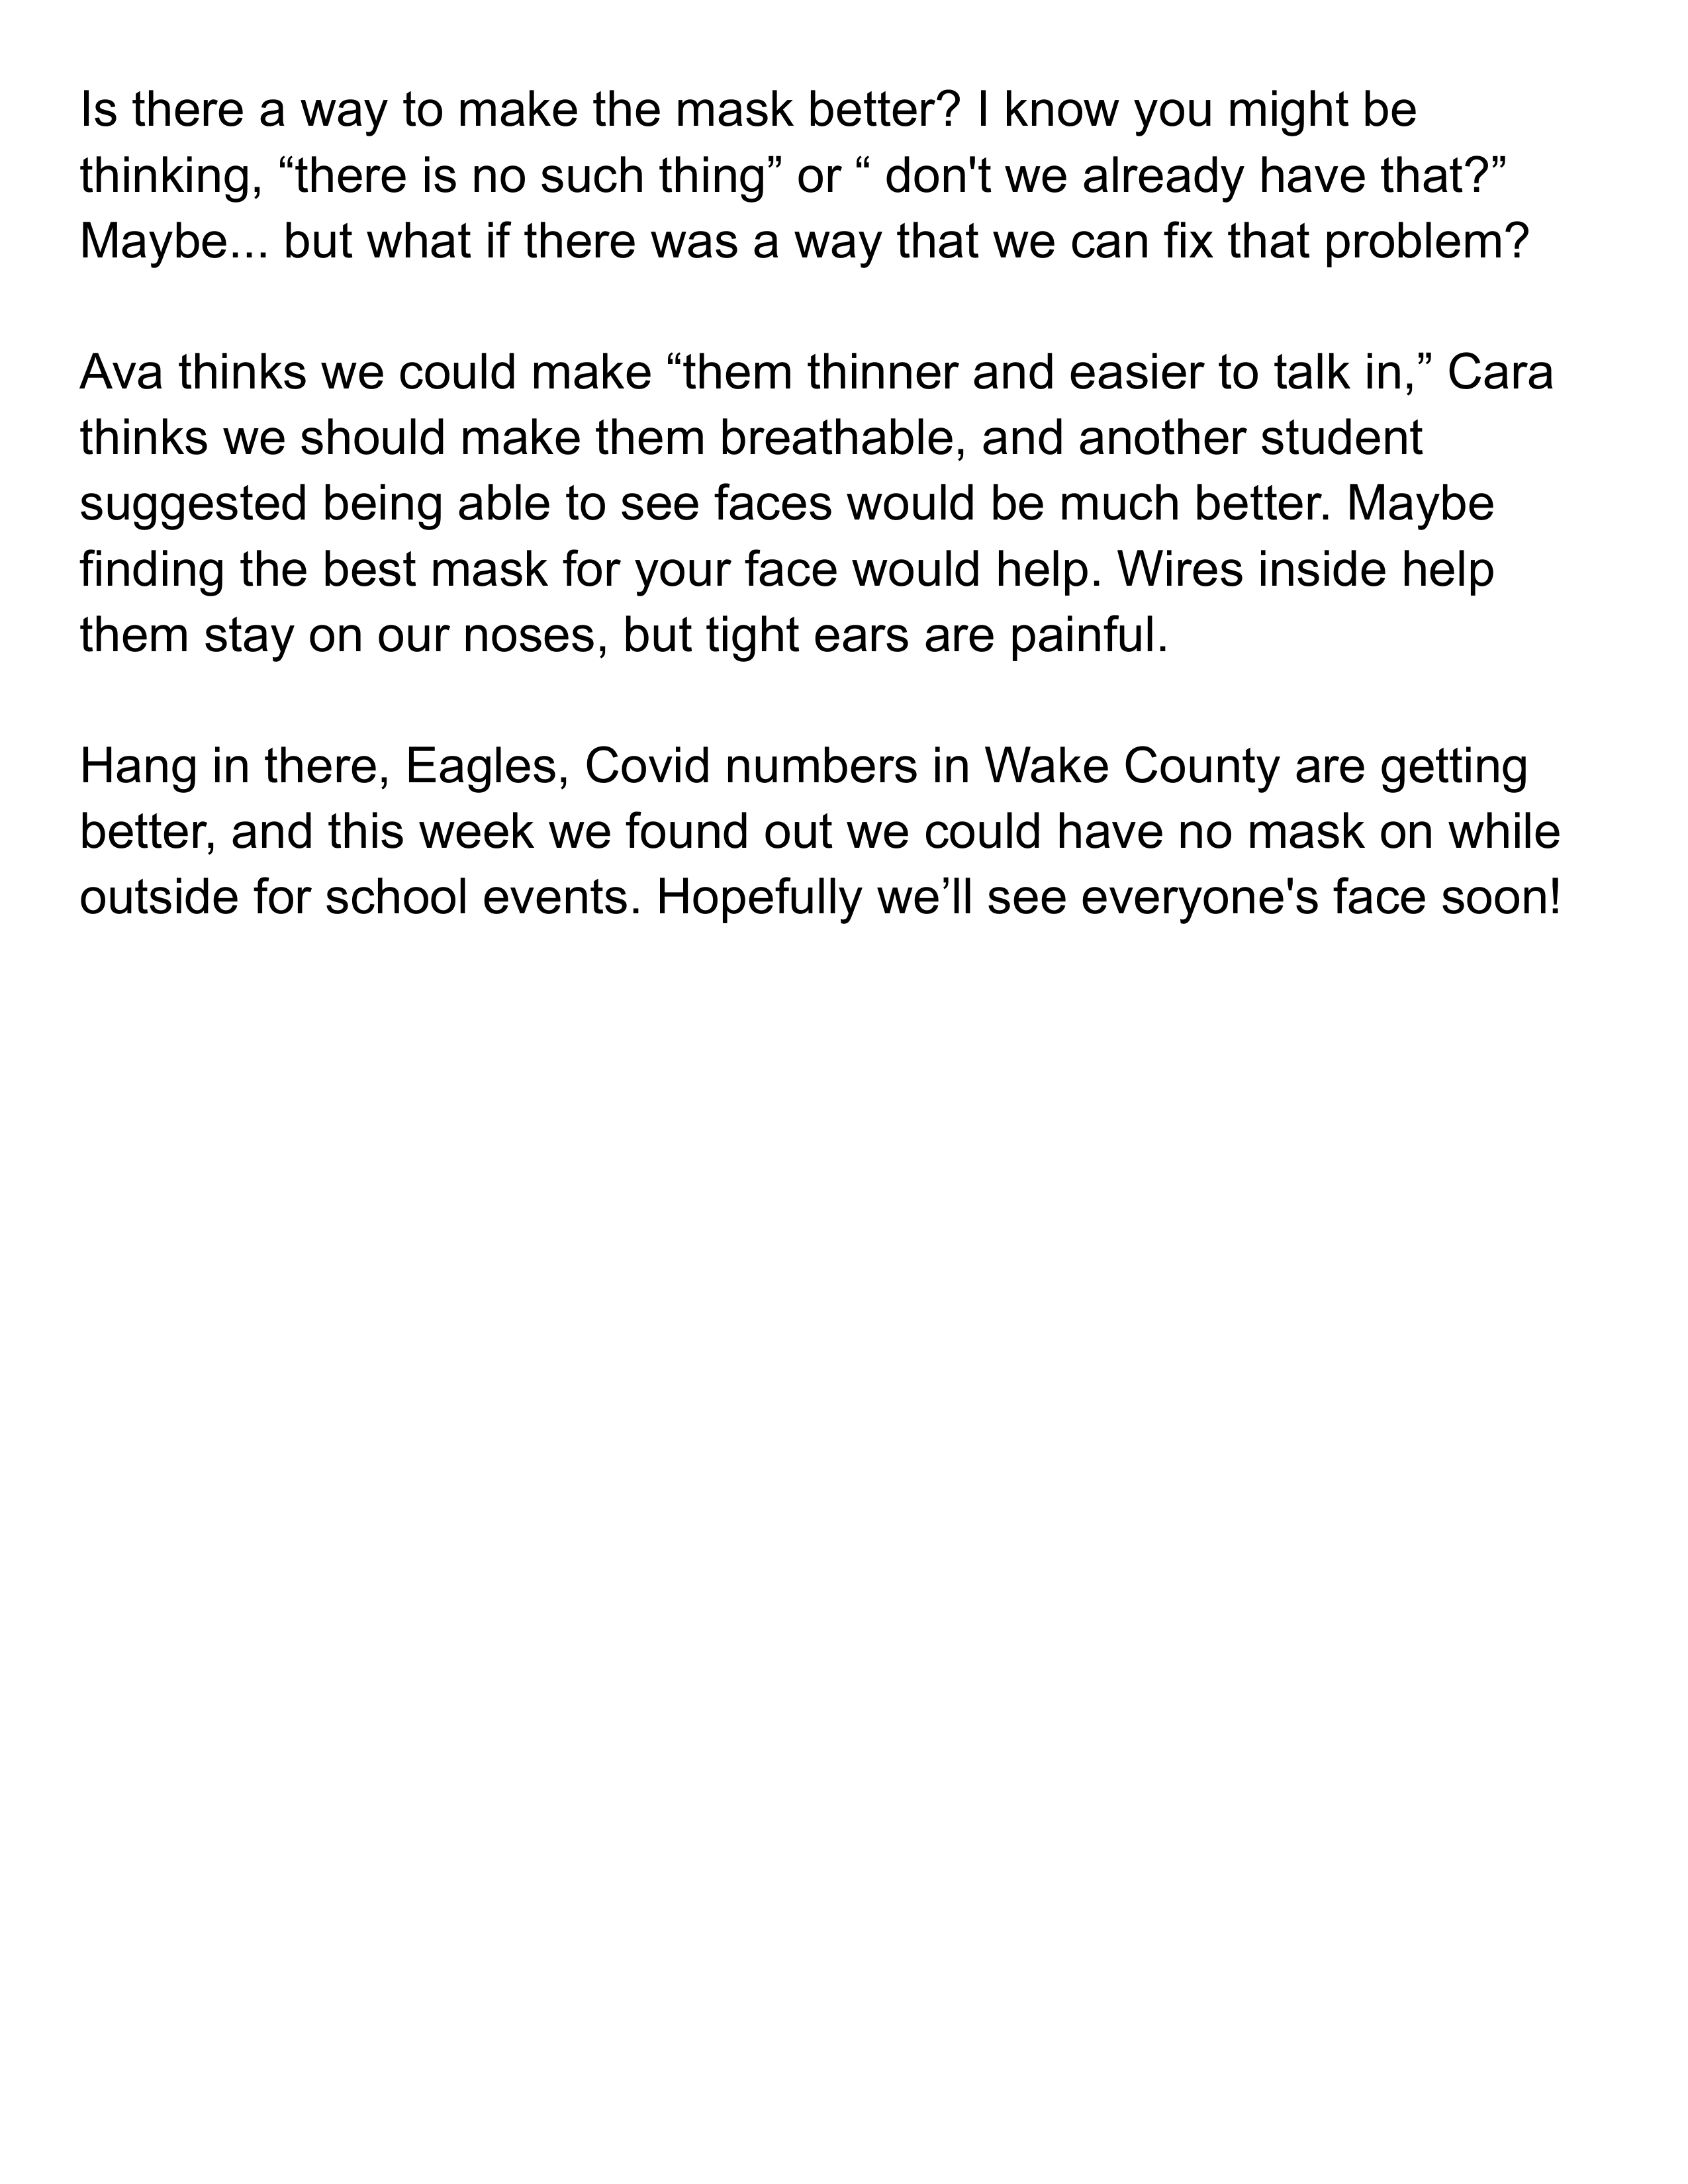 Is there a way to make the mask better? I know you might be
thinking, “there is no such thing” or “ don't we already have that?”
Maybe... but what if there was a way that we can fix that problem?
Ava thinks we could make “them thinner and easier to talk in,” Cara
thinks we should make them breathable, and another student
suggested being able to see faces would be much better. Maybe
finding the best mask for your face would help. Wires inside help
them stay on our noses, but tight ears are painful.
Hang in there, Eagles, Covid numbers in Wake County are getting
better, and this week we found out we could have no mask on while
outside for school events. Hopefully we’ll see everyone's face soon!